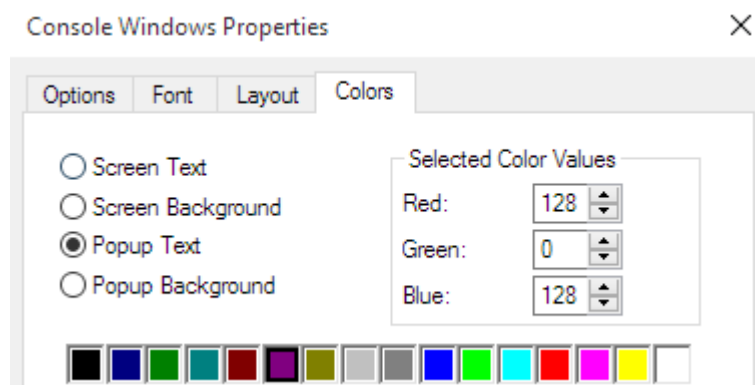 Console Windows Properties
Options Font Layout Colors
Screen Text
Screen Background
Popup Text
Popup Background
Selected Color Values
Red: 128
Green: 0
Blue: 128